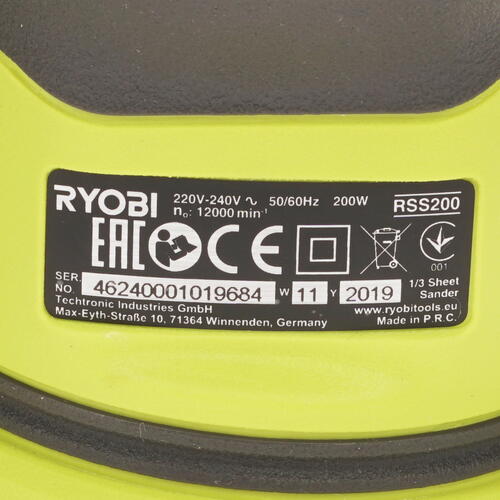 RYOBI 220V-240V ∿ 50/60Hz 200W RSS200
n₀: 12000 min⁻¹
EAC CE 001
SER. NO. 46240001019684 W 11 Y 2019 1/3 Sheet Sander
Techtronic Industries GmbH www.ryobitools.eu
Max-Eyth-Straße 10, 71364 Winnenden, Germany Made in P.R.C.